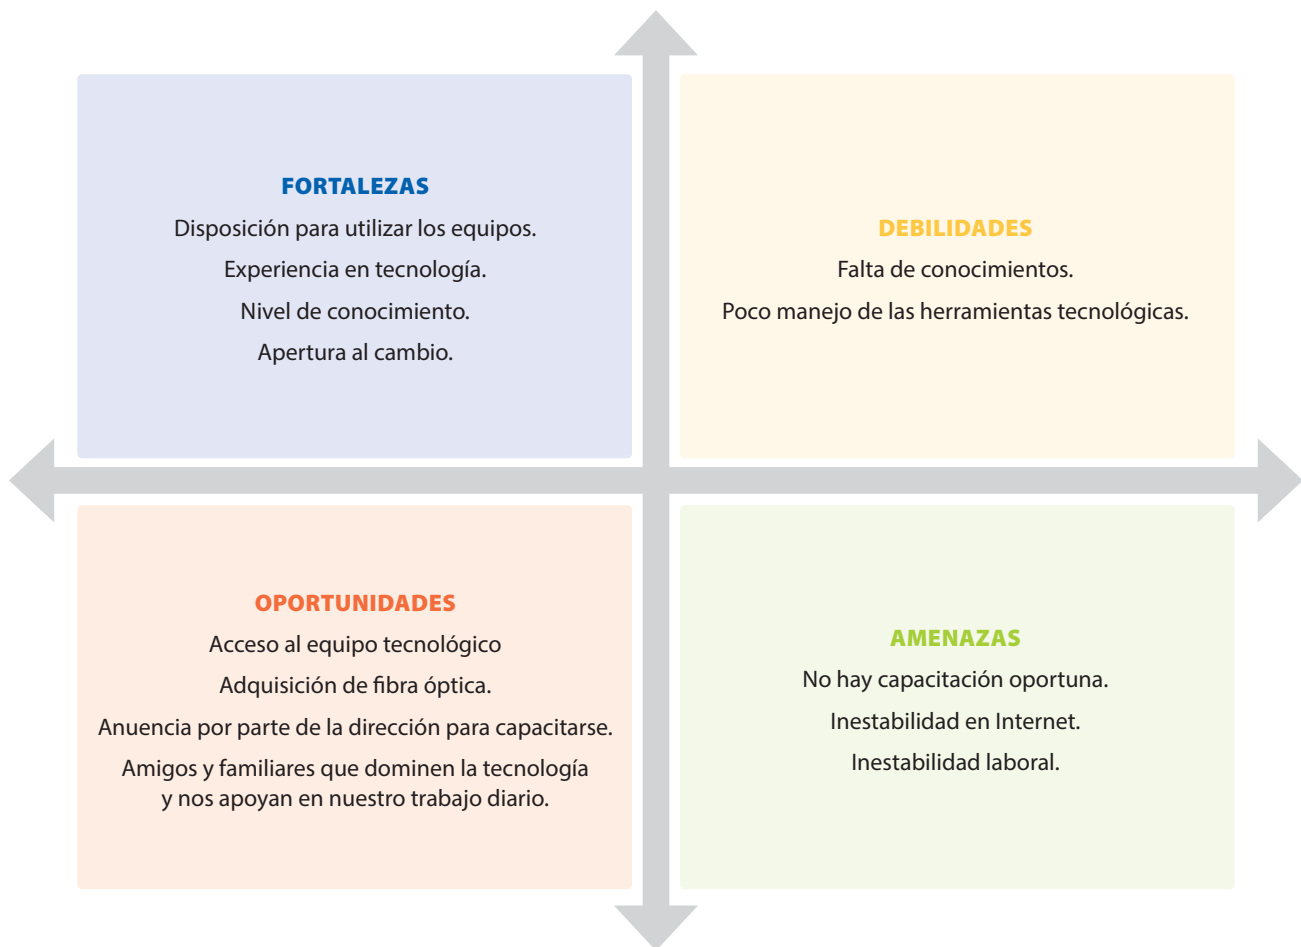 FORTALEZAS
Disposición para utilizar los equipos.
Experiencia en tecnología.
Nivel de conocimiento.
Apertura al cambio.
DEBILIDADES
Falta de conocimientos.
Poco manejo de las herramientas tecnológicas.
OPORTUNIDADES
Acceso al equipo tecnológico
Adquisición de fibra óptica.
Anuencia por parte de la dirección para capacitarse.
Amigos y familiares que dominen la tecnología
y nos apoyan en nuestro trabajo diario.
AMENAZAS
No hay capacitación oportuna.
Inestabilidad en Internet.
Inestabilidad laboral.